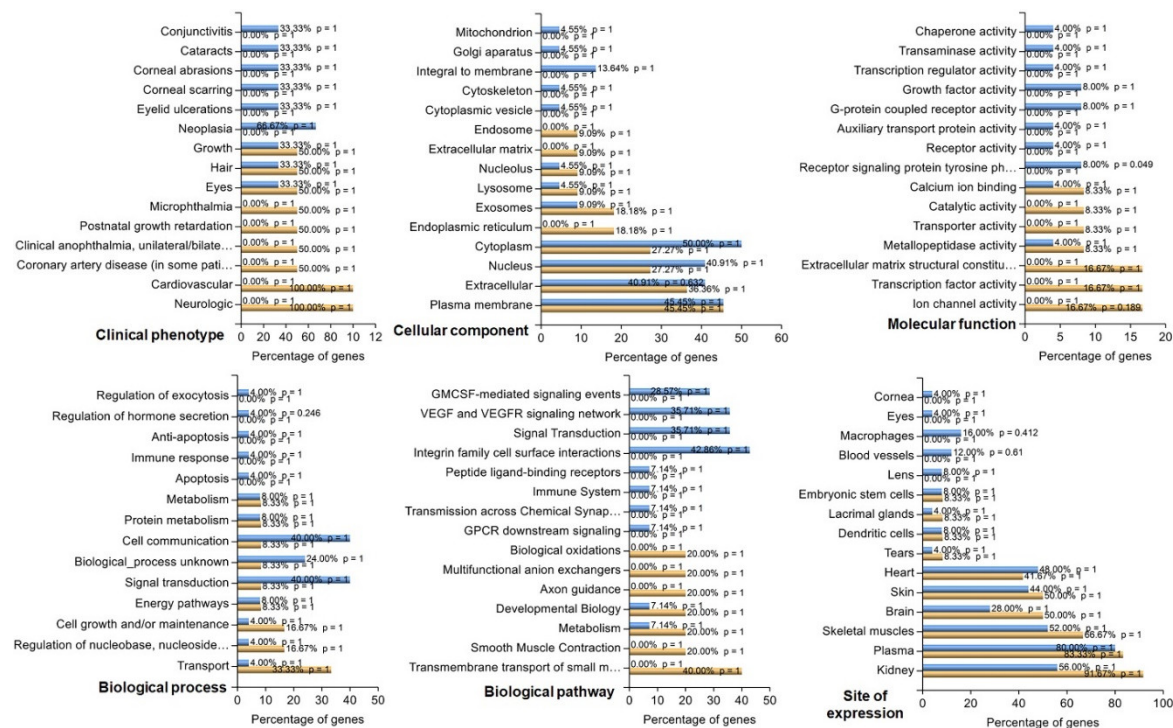 Conjunctivitis 33.33% p = 1
0.00% p = 1
Cataracts 33.33% p = 1
0.00% p = 1
Corneal abrasions 33.33% p = 1
0.00% p = 1
Corneal scarring 33.33% p = 1
0.00% p = 1
Eyelid ulcerations 33.33% p = 1
0.00% p = 1
Neoplasia 66.67% p = 1
0.00% p = 1
Growth 33.33% p = 1
50.00% p = 1
Hair 33.33% p = 1
50.00% p = 1
Eyes 33.33% p = 1
50.00% p = 1
Microphthalmia 0.00% p = 1
50.00% p = 1
Postnatal growth retardation 0.00% p = 1
50.00% p = 1
Clinical anophthalmia, unilateral/bilate... 0.00% p = 1
50.00% p = 1
Coronary artery disease (in some pati... 0.00% p = 1
50.00% p = 1
Cardiovascular 0.00% p = 1
100.00% p = 1
Neurologic 0.00% p = 1
100.00% p = 1
Clinical phenotype
0 20 40 60 80 100 12
Percentage of genes
Mitochondrion 4.55% p = 1
0.00% p = 1
Golgi aparatus 4.55% p = 1
0.00% p = 1
Integral to membrane 13.64% p = 1
0.00% p = 1
Cytoskeleton 4.55% p = 1
0.00% p = 1
Cytoplasmic vesicle 4.55% p = 1
0.00% p = 1
Endosome 0.00% p = 1
9.09% p = 1
Extracellular matrix 0.00% p = 1
9.09% p = 1
Nucleolus 4.55% p = 1
9.09% p = 1
Lysosome 4.55% p = 1
9.09% p = 1
Exosomes 9.09% p = 1
18.18% p = 1
Endoplasmic reticulum 0.00% p = 1
18.18% p = 1
Cytoplasm 50.00% p = 1
27.27% p = 1
Nucleus 40.91% p = 1
27.27% p = 1
Extracellular 40.91% p = 0.632
36.36% p = 1
Plasma membrane 45.45% p = 1
45.45% p = 1
Cellular component
0 10 20 30 40 50 60
Percentage of genes
Chaperone activity 4.00% p = 1
0.00% p = 1
Transaminase activity 4.00% p = 1
0.00% p = 1
Transcription regulator activity 4.00% p = 1
0.00% p = 1
Growth factor activity 8.00% p = 1
0.00% p = 1
G-protein coupled receptor activity 8.00% p = 1
0.00% p = 1
Auxiliary transport protein activity 4.00% p = 1
0.00% p = 1
Receptor activity 4.00% p = 1
0.00% p = 1
Receptor signaling protein tyrosine ph... 8.00% p = 0.049
0.00% p = 1
Calcium ion binding 4.00% p = 1
8.33% p = 1
Catalytic activity 0.00% p = 1
8.33% p = 1
Transporter activity 0.00% p = 1
8.33% p = 1
Metallopeptidase activity 4.00% p = 1
8.33% p = 1
Extracellular matrix structural constitu... 0.00% p = 1
16.67% p = 1
Transcription factor activity 0.00% p = 1
16.67% p = 1
Ion channel activity 0.00% p = 1
16.67% p = 0.189
Molecular function
0 5 10 15 20
Percentage of genes
Regulation of exocytosis 4.00% p = 1
0.00% p = 1
Regulation of hormone secretion 4.00% p = 0.246
0.00% p = 1
Anti-apoptosis 4.00% p = 1
0.00% p = 1
Immune response 4.00% p = 1
0.00% p = 1
Apoptosis 4.00% p = 1
0.00% p = 1
Metabolism 8.00% p = 1
8.33% p = 1
Protein metabolism 8.00% p = 1
8.33% p = 1
Cell communication 40.00% p = 1
8.33% p = 1
Biological_process unknown 24.00% p = 1
8.33% p = 1
Signal transduction 40.00% p = 1
8.33% p = 1
Energy pathways 8.00% p = 1
8.33% p = 1
Cell growth and/or maintenance 4.00% p = 1
16.67% p = 1
Regulation of nucleobase, nucleoside... 4.00% p = 1
16.67% p = 1
Transport 4.00% p = 1
33.33% p = 1
Biological process
0 10 20 30 40 50
Percentage of genes
GMCSF-mediated signaling events 28.57% p = 1
0.00% p = 1
VEGF and VEGFR signaling network 35.71% p = 1
0.00% p = 1
Signal Transduction 35.71% p = 1
0.00% p = 1
Integrin family cell surface interactions 42.86% p = 1
0.00% p = 1
Peptide ligand-binding receptors 7.14% p = 1
0.00% p = 1
Immune System 7.14% p = 1
0.00% p = 1
Transmission across Chemical Synap... 7.14% p = 1
0.00% p = 1
GPCR downstream signaling 7.14% p = 1
0.00% p = 1
Biological oxidations 0.00% p = 1
20.00% p = 1
Multifunctional anion exchangers 0.00% p = 1
20.00% p = 1
Axon guidance 0.00% p = 1
20.00% p = 1
Developmental Biology 7.14% p = 1
20.00% p = 1
Metabolism 7.14% p = 1
20.00% p = 1
Smooth Muscle Contraction 0.00% p = 1
20.00% p = 1
Transmembrane transport of small m... 0.00% p = 1
40.00% p = 1
Biological pathway
0 10 20 30 40 50
Percentage of genes
Cornea 4.00% p = 1
0.00% p = 1
Eyes 4.00% p = 1
0.00% p = 1
Macrophages 16.00% p = 0.412
0.00% p = 1
Blood vessels 12.00% p = 0.61
0.00% p = 1
Lens 8.00% p = 1
0.00% p = 1
Embryonic stem cells 8.00% p = 1
8.33% p = 1
Lacrimal glands 4.00% p = 1
8.33% p = 1
Dendritic cells 8.00% p = 1
8.33% p = 1
Tears 4.00% p = 1
8.33% p = 1
Heart 48.00% p = 1
41.67% p = 1
Skin 44.00% p = 1
50.00% p = 1
Brain 28.00% p = 1
50.00% p = 1
Skeletal muscles 52.00% p = 1
66.67% p = 1
Plasma 80.00% p = 1
83.33% p = 1
Kidney 56.00% p = 1
91.67% p = 1
Site of
expression
0 20 40 60 80 100
Percentage of genes